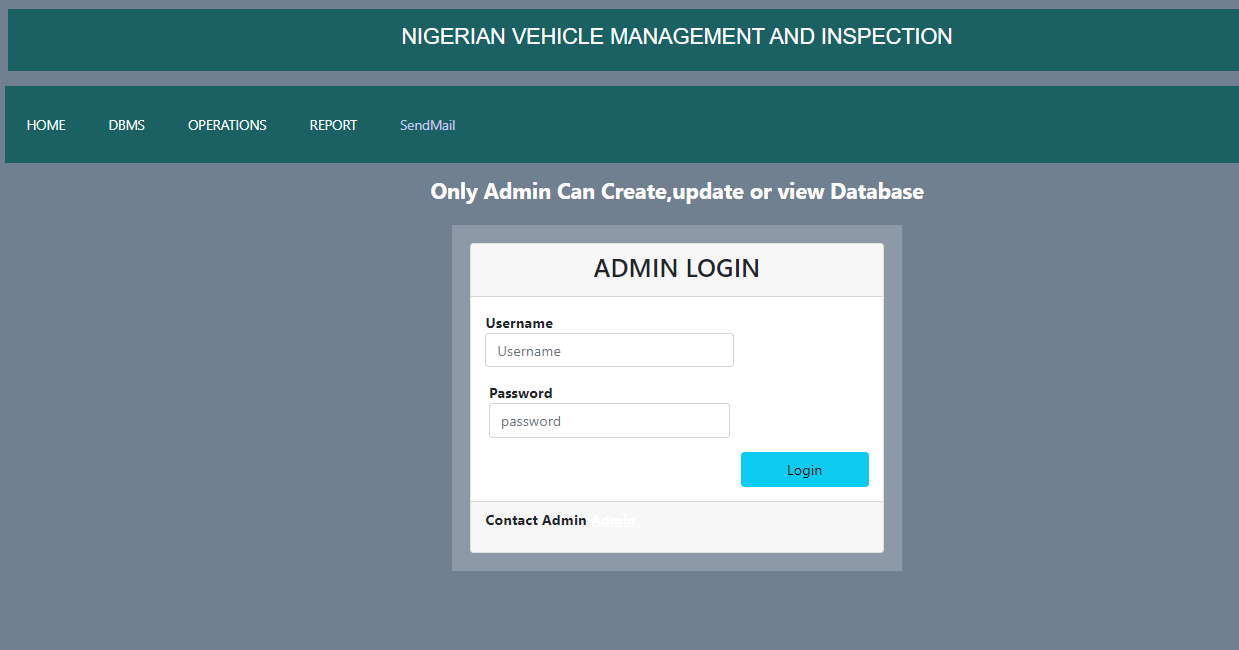 NIGERIAN VEHICLE MANAGEMENT AND INSPECTION
HOME DBMS OPERATIONS REPORT SendMail
Only Admin Can Create,update or view Database
ADMIN LOGIN
Username
Username
Password
password
Login
Contact Admin Admin